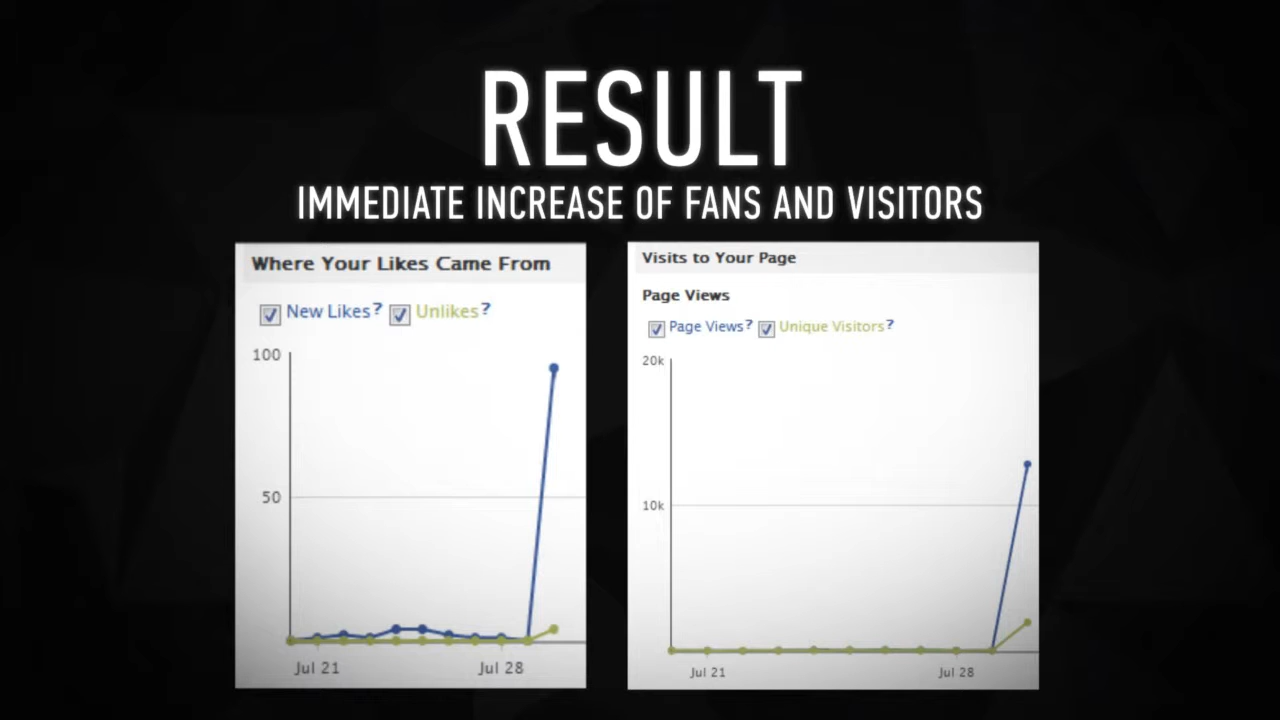 RESULT
IMMEDIATE INCREASE OF FANS AND VISITORS
Where Your Likes Came From
New Likes? Unlikes?
100
50
Jul 21 Jul 28
Visits to Your Page
Page Views
Page Views? Unique Visitors?
20k
10k
Jul 21 Jul 28